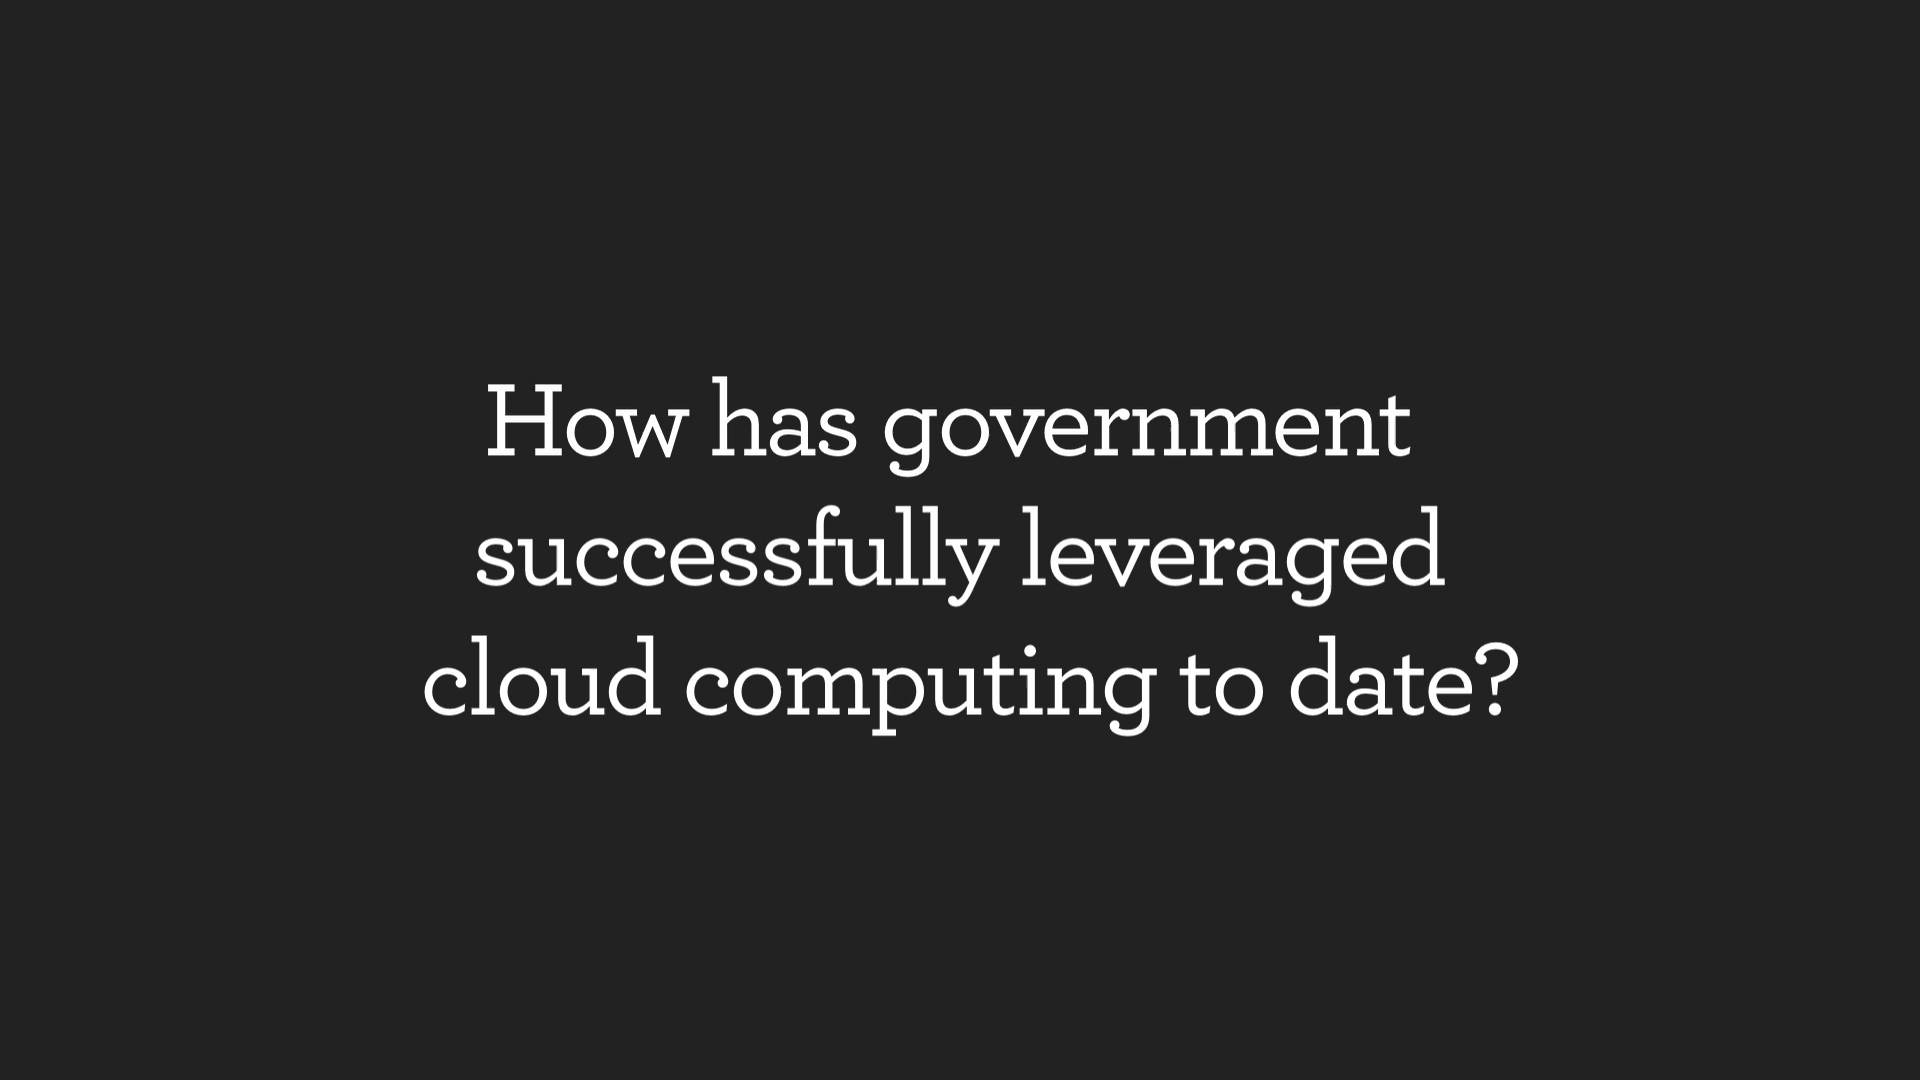 How has government
successfully leveraged
cloud computing to date?